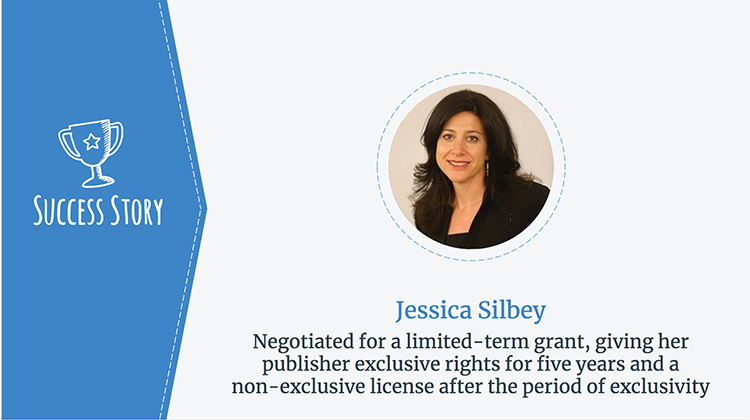 SUCCESS STORY
Jessica Silbey
Negotiated for a limited-term grant, giving her
publisher exclusive rights for five years and a
non-exclusive license after the period of exclusivity